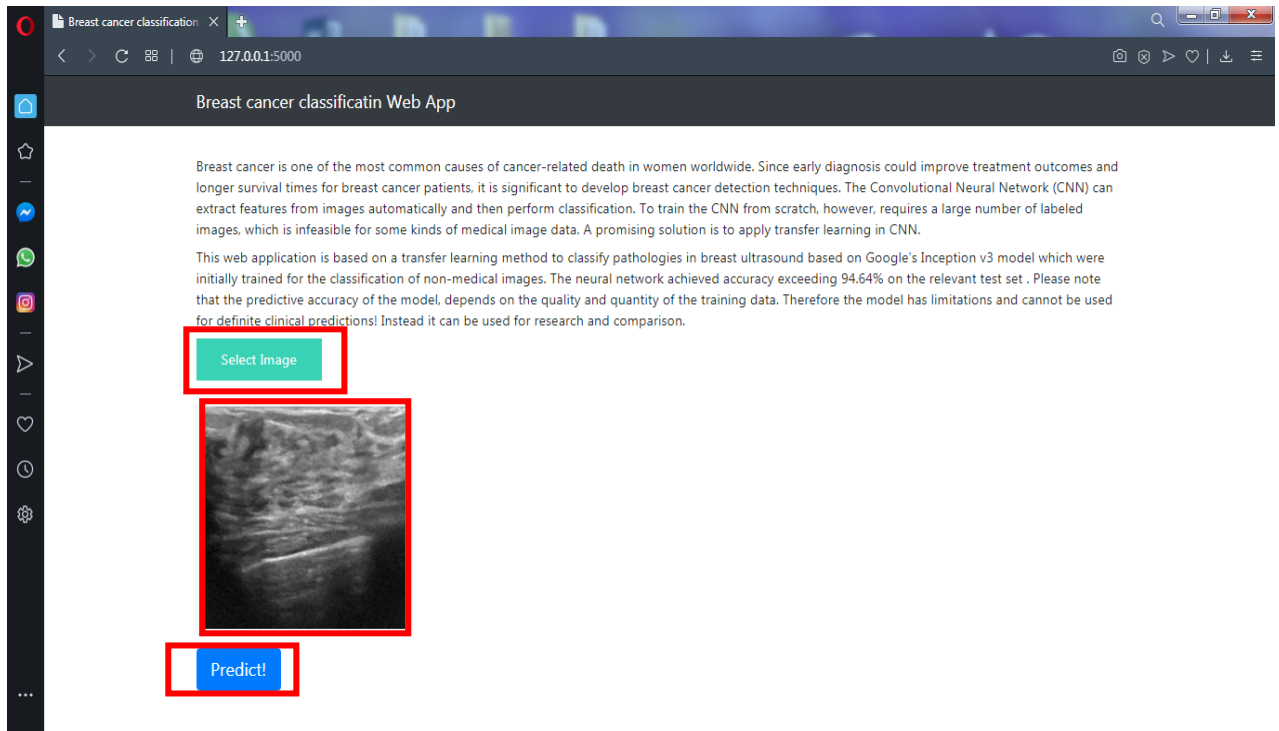 Breast cancer classification
127.0.0.1:5000
Breast cancer classificatin Web App
Breast cancer is one of the most common causes of cancer-related death in women worldwide. Since early diagnosis could improve treatment outcomes and
longer survival times for breast cancer patients, it is significant to develop breast cancer detection techniques. The Convolutional Neural Network (CNN) can
extract features from images automatically and then perform classification. To train the CNN from scratch, however, requires a large number of labeled
images, which is infeasible for some kinds of medical image data. A promising solution is to apply transfer learning in CNN.
This web application is based on a transfer learning method to classify pathologies in breast ultrasound based on Google's Inception v3 model which were
initially trained for the classification of non-medical images. The neural network achieved accuracy exceeding 94.64% on the relevant test set . Please note
that the predictive accuracy of the model, depends on the quality and quantity of the training data. Therefore the model has limitations and cannot be used
for definite clinical predictions! Instead it can be used for research and comparison.
Select Image
Predict!